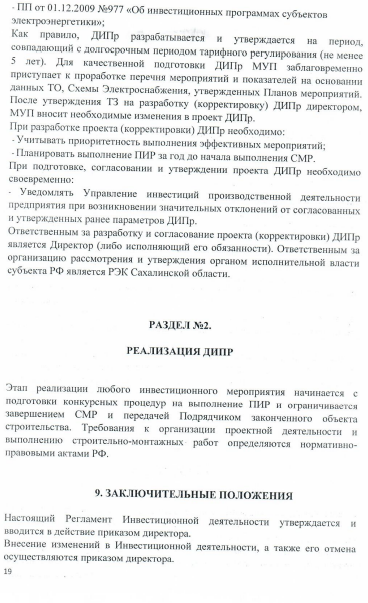 - ПП от 01.12.2009 №977 «Об инвестиционных программах субъектов
электроэнергетики»;
Как правило, ДИПр разрабатывается и утверждается на период,
совпадающий с долгосрочным периодом тарифного регулирования (не менее
5 лет). Для качественной подготовки ДИПр МУП заблаговременно
приступает к проработке перечня мероприятий и показателей на основании
данных ТО, Схемы Электроснабжения, утвержденных Планов мероприятий.
После утверждения ТЗ на разработку (корректировку) ДИПр директором,
МУП вносит необходимые изменения в проект ДИПр.
При разработке проекта (корректировки) ДИПр необходимо:
- Учитывать приоритетность выполнения эффективных мероприятий;
- Планировать выполнение ПИР за год до начала выполнения СМР.
При подготовке, согласовании и утверждении проекта ДИПр необходимо
своевременно:
- Уведомлять Управление инвестиций производственной деятельности
предприятия при возникновении значительных отклонений от согласованных
и утвержденных ранее параметров ДИПр.
Ответственным за разработку и согласование проекта (корректировки) ДИПр
является Директор (либо исполняющий его обязанности). Ответственным за
организацию рассмотрения и утверждения органом исполнительной власти
субъекта РФ является РЭК Сахалинской области.
РАЗДЕЛ №2.
РЕАЛИЗАЦИЯ ДИПР
Этап реализации любого инвестиционного мероприятия начинается с
подготовки конкурсных процедур на выполнение ПИР и ограничивается
завершением СМР и передачей Подрядчиком законченного объекта
строительства. Требования к организации проектной деятельности и
выполнению строительно-монтажных работ определяются нормативно-
правовыми актами РФ.
9. ЗАКЛЮЧИТЕЛЬНЫЕ ПОЛОЖЕНИЯ
Настоящий Регламент Инвестиционной деятельности утверждается и
вводится в действие приказом директора.
Внесение изменений в Инвестиционной деятельности, а также его отмена
осуществляются приказом директора.
19